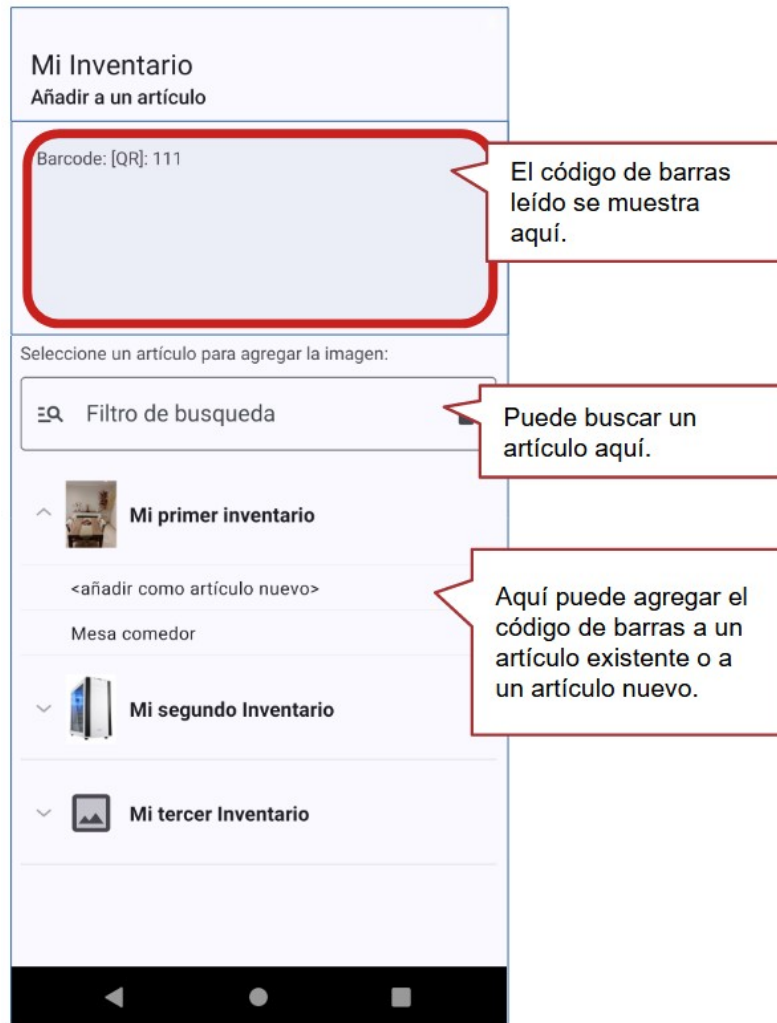 Mi Inventario
Añadir a un artículo
Barcode: [QR]: 111
El código de barras
leído se muestra
aquí.
Seleccione un artículo para agregar la imagen:
Filtro de busqueda
Puede buscar un
artículo aquí.
Mi primer inventario
<añadir como artículo nuevo>
Mesa comedor
Aquí puede agregar el
código de barras a un
artículo existente o a
un artículo nuevo.
Mi segundo Inventario
Mi tercer Inventario